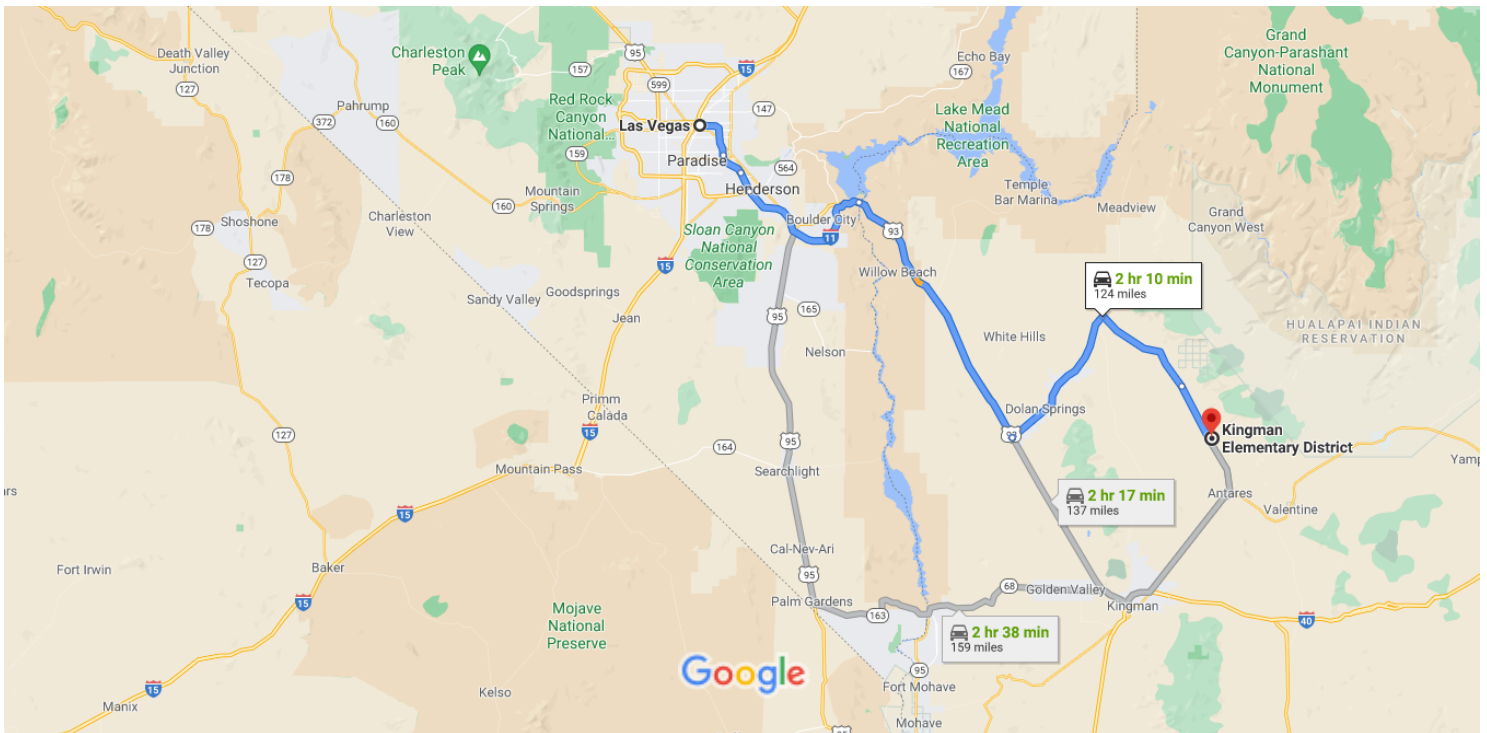 Death Valley
Junction
127
Pahrump
372
160
178
Shoshone
178
127
Tecopa
127
Charleston
Peak
157
95
15
599
147
Red Rock
Canyon
National...
159
Las Vegas
Paradise
564
Henderson
Mountain
Springs
160
Charleston
View
Sandy Valley
Goodsprings
Jean
15
Sloan Canyon
National
Conservation
Area
Boulder City
11
93
Echo Bay
167
Lake Mead
National
Recreation
Area
Temple
Bar Marina
Meadview
Grand
Canyon-Parashant
National
Monument
Grand
Canyon West
Willow Beach
2 hr 10 min
124 miles
HUALAPAI INDIAN
RESERVATION
95
165
Nelson
White Hills
Dolan Springs
Kingman
Elementary District
Primm
Calada
15
Mountain Pass
164
95
Searchlight
2 hr 17 min
137 miles
Antares
Valentine
Yamp
ars
15
Fort Irwin
Baker
15
Cal-Nev-Ari
95
Palm Gardens
163
68
Golden Valley
Kingman
40
2 hr 38 min
159 miles
Mojave
National
Preserve
Google
95
Fort Mohave
Mohave
15
Manix
Kelso